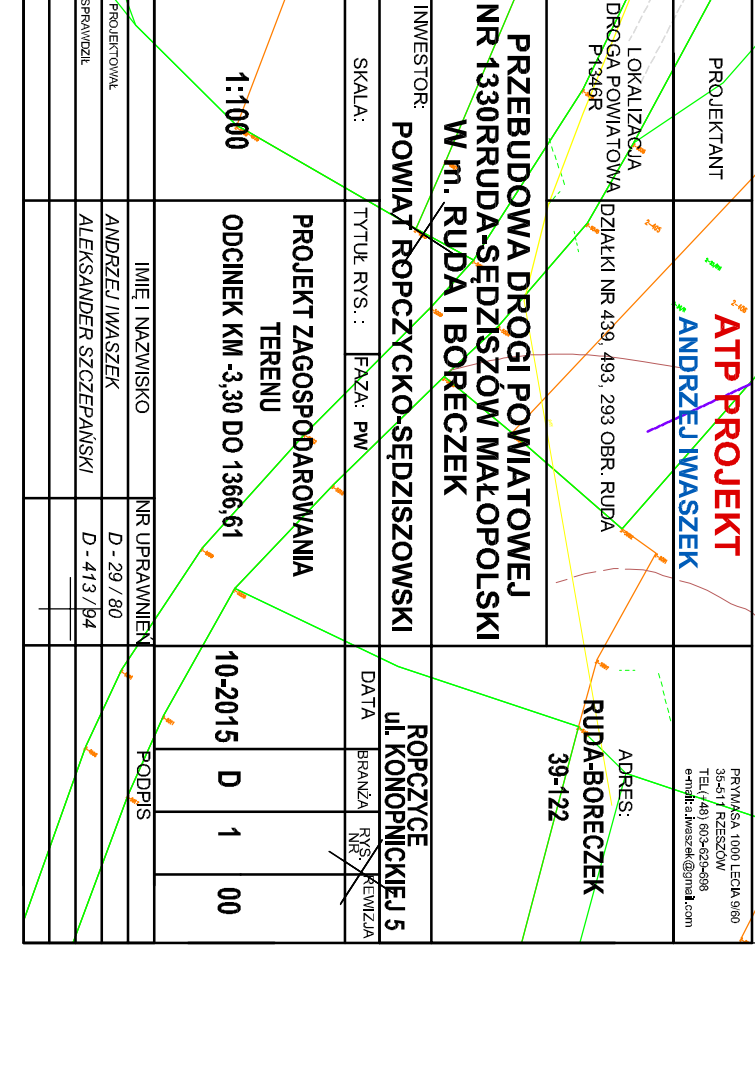 PROJEKTANT
ATP PROJEKT
ANDRZEJ IWASZEK
PRYMASA 1000 LECIA 9/60
35-511 RZESZÓW
TEL(+48) 603-629-698
e-mail:a.iwaszek@gmail.com
LOKALIZACJA
DROGA POWIATOWA
P1346R
DZIAŁKI NR 439, 493, 293 OBR. RUDA
ADRES:
RUDA-BORECZEK
39-122
PRZEBUDOWA DROGI POWIATOWEJ
NR 1330RRUDA-SĘDZISZÓW MAŁOPOLSKI
W m. RUDA I BORECZEK
INWESTOR:
POWIAT ROPCZYCKO-SĘDZISZOWSKI
ROPCZYCE
ul. KONOPNICKIEJ 5
SKALA:
TYTUŁ RYS. :
FAZA: PW
DATA
BRANŻA
RYS. NR
REWIZJA
1:1000
PROJEKT ZAGOSPODAROWANIA
TERENU
ODCINEK KM -3,30 DO 1366,61
10-2015
D
1
00
IMIĘ I NAZWISKO
NR UPRAWNIEŃ
PODPIS
PROJEKTOWAŁ
ANDRZEJ IWASZEK
D - 29 / 80
SPRAWDZIŁ
ALEKSANDER SZCZEPAŃSKI
D - 413 / 94